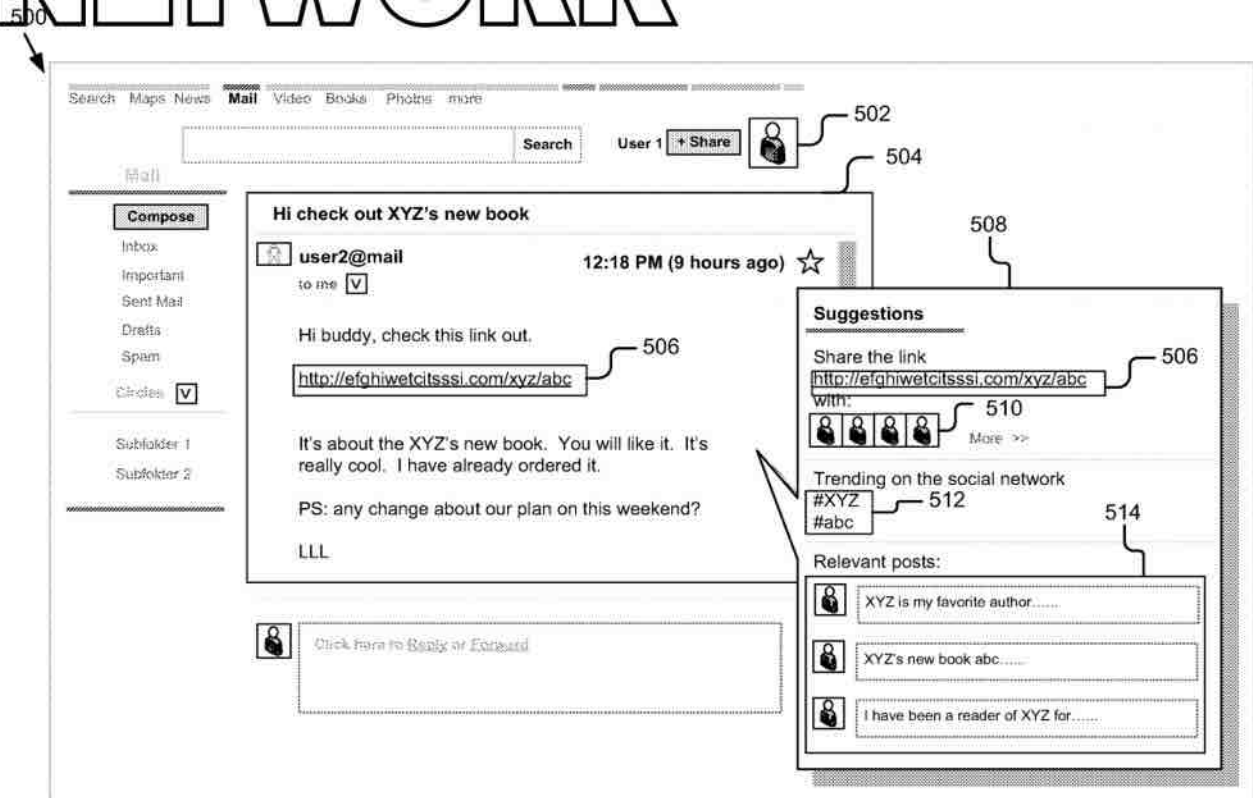 NETWORK
500
Search Maps News Mail Video Books Photos more
502
Search User 1 + Share
504
Mail
Compose
Inbox
Important
Sent Mail
Drafts
Spam
Circles V
Subfolder 1
Subfolder 2
Hi check out XYZ's new book
user2@mail 12:18 PM (9 hours ago)
to me V
Hi buddy, check this link out.
506
http://efghiwetcitsssi.com/xyz/abc
It's about the XYZ's new book. You will like it. It's
really cool. I have already ordered it.
PS: any change about our plan on this weekend?
LLL
Click here to Reply or Forward
508
Suggestions
Share the link 506
http://efghiwetcitsssi.com/xyz/abc
with:
510
More >>
Trending on the social network
#XYZ 512
#abc
514
Relevant posts:
XYZ is my favorite author......
XYZ's new book abc......
I have been a reader of XYZ for......